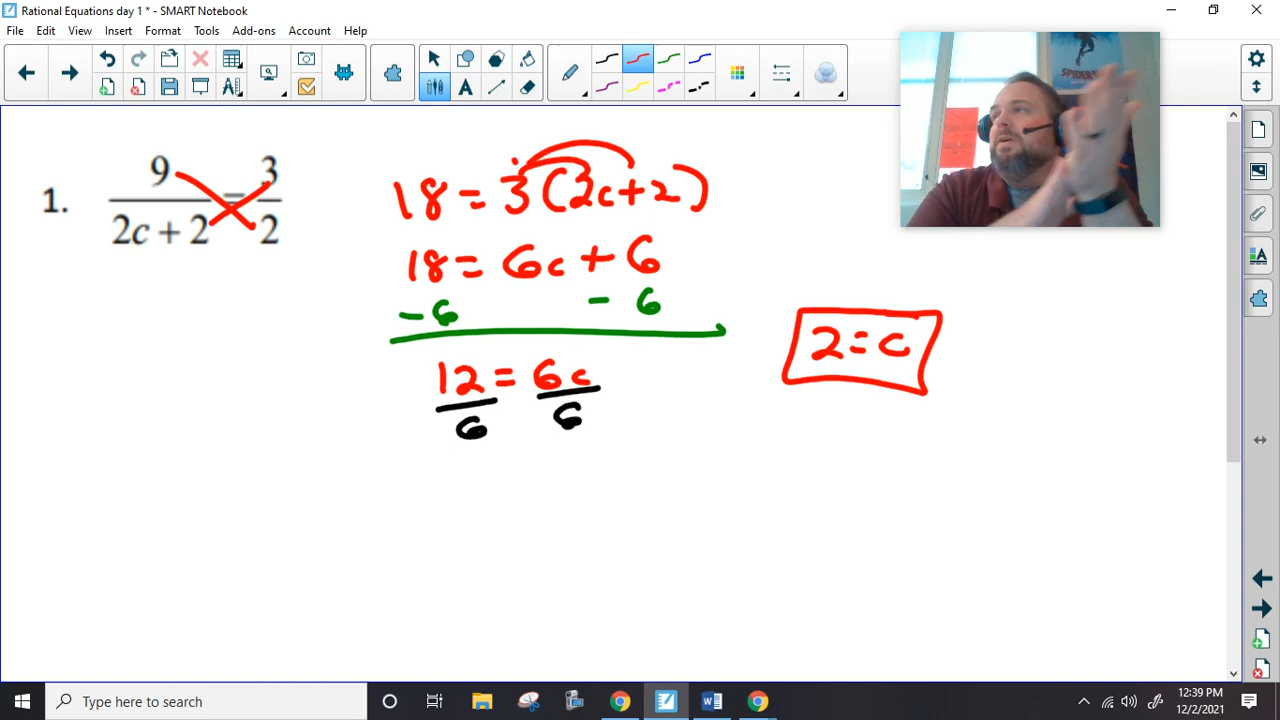 Rational Equations day 1 * - SMART Notebook
File Edit View Insert Format Tools Add-ons Account Help
SPIDER
1. 9/(2c + 2) = 3/2
18 = 3(2c+2)
18 = 6c + 6
-6 - 6
12 = 6c
6 6
2 = c
Type here to search
12:39 PM
12/2/2021